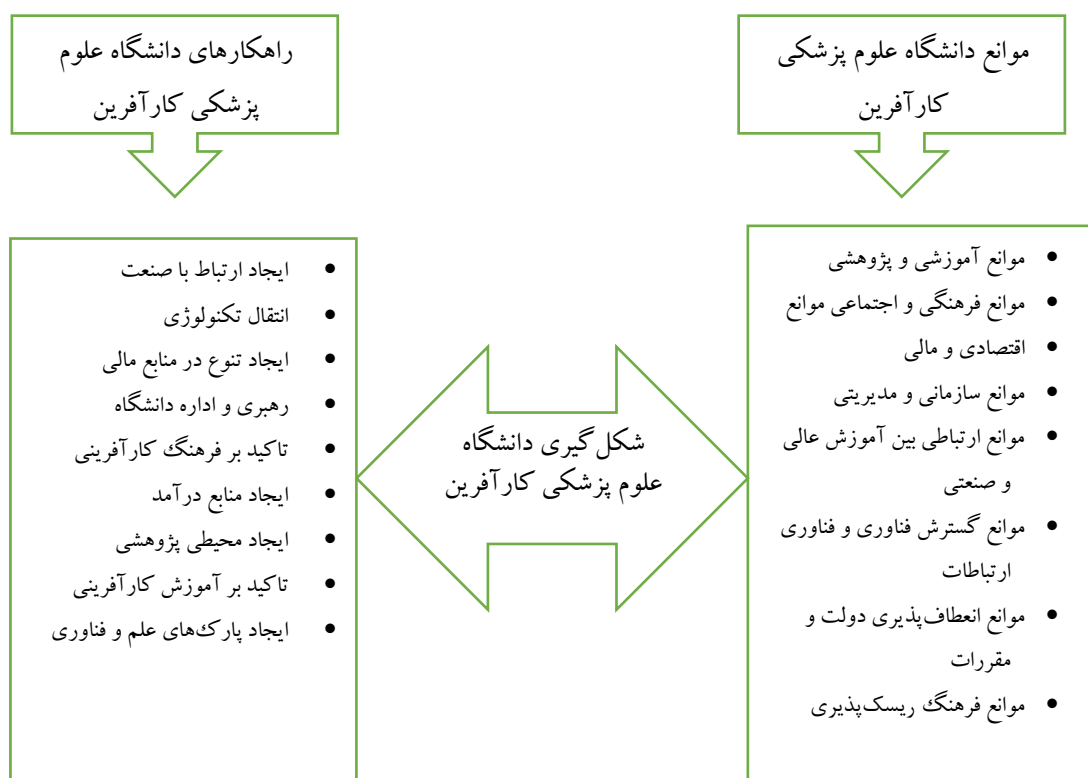 موانع دانشگاه علوم پزشکی
کارآفرین
راهکارهای دانشگاه علوم
پزشکی کارآفرین
• موانع آموزشی و پژوهشی
• موانع فرهنگی و اجتماعی موانع
• اقتصادی و مالی
• موانع سازمانی و مدیریتی
• موانع ارتباطی بین آموزش عالی
و صنعتی
• موانع گسترش فناوری و فناوری
ارتباطات
• موانع انعطاف‌پذیری دولت و
مقررات
• موانع فرهنگ ریسک‌پذیری
شکل‌گیری دانشگاه
علوم پزشکی کارآفرین
• ایجاد ارتباط با صنعت
• انتقال تکنولوژی
• ایجاد تنوع در منابع مالی
• رهبری و اداره دانشگاه
• تاکید بر فرهنگ کارآفرینی
• ایجاد منابع درآمد
• ایجاد محیطی پژوهشی
• تاکید بر آموزش کارآفرینی
• ایجاد پارک‌های علم و فناوری